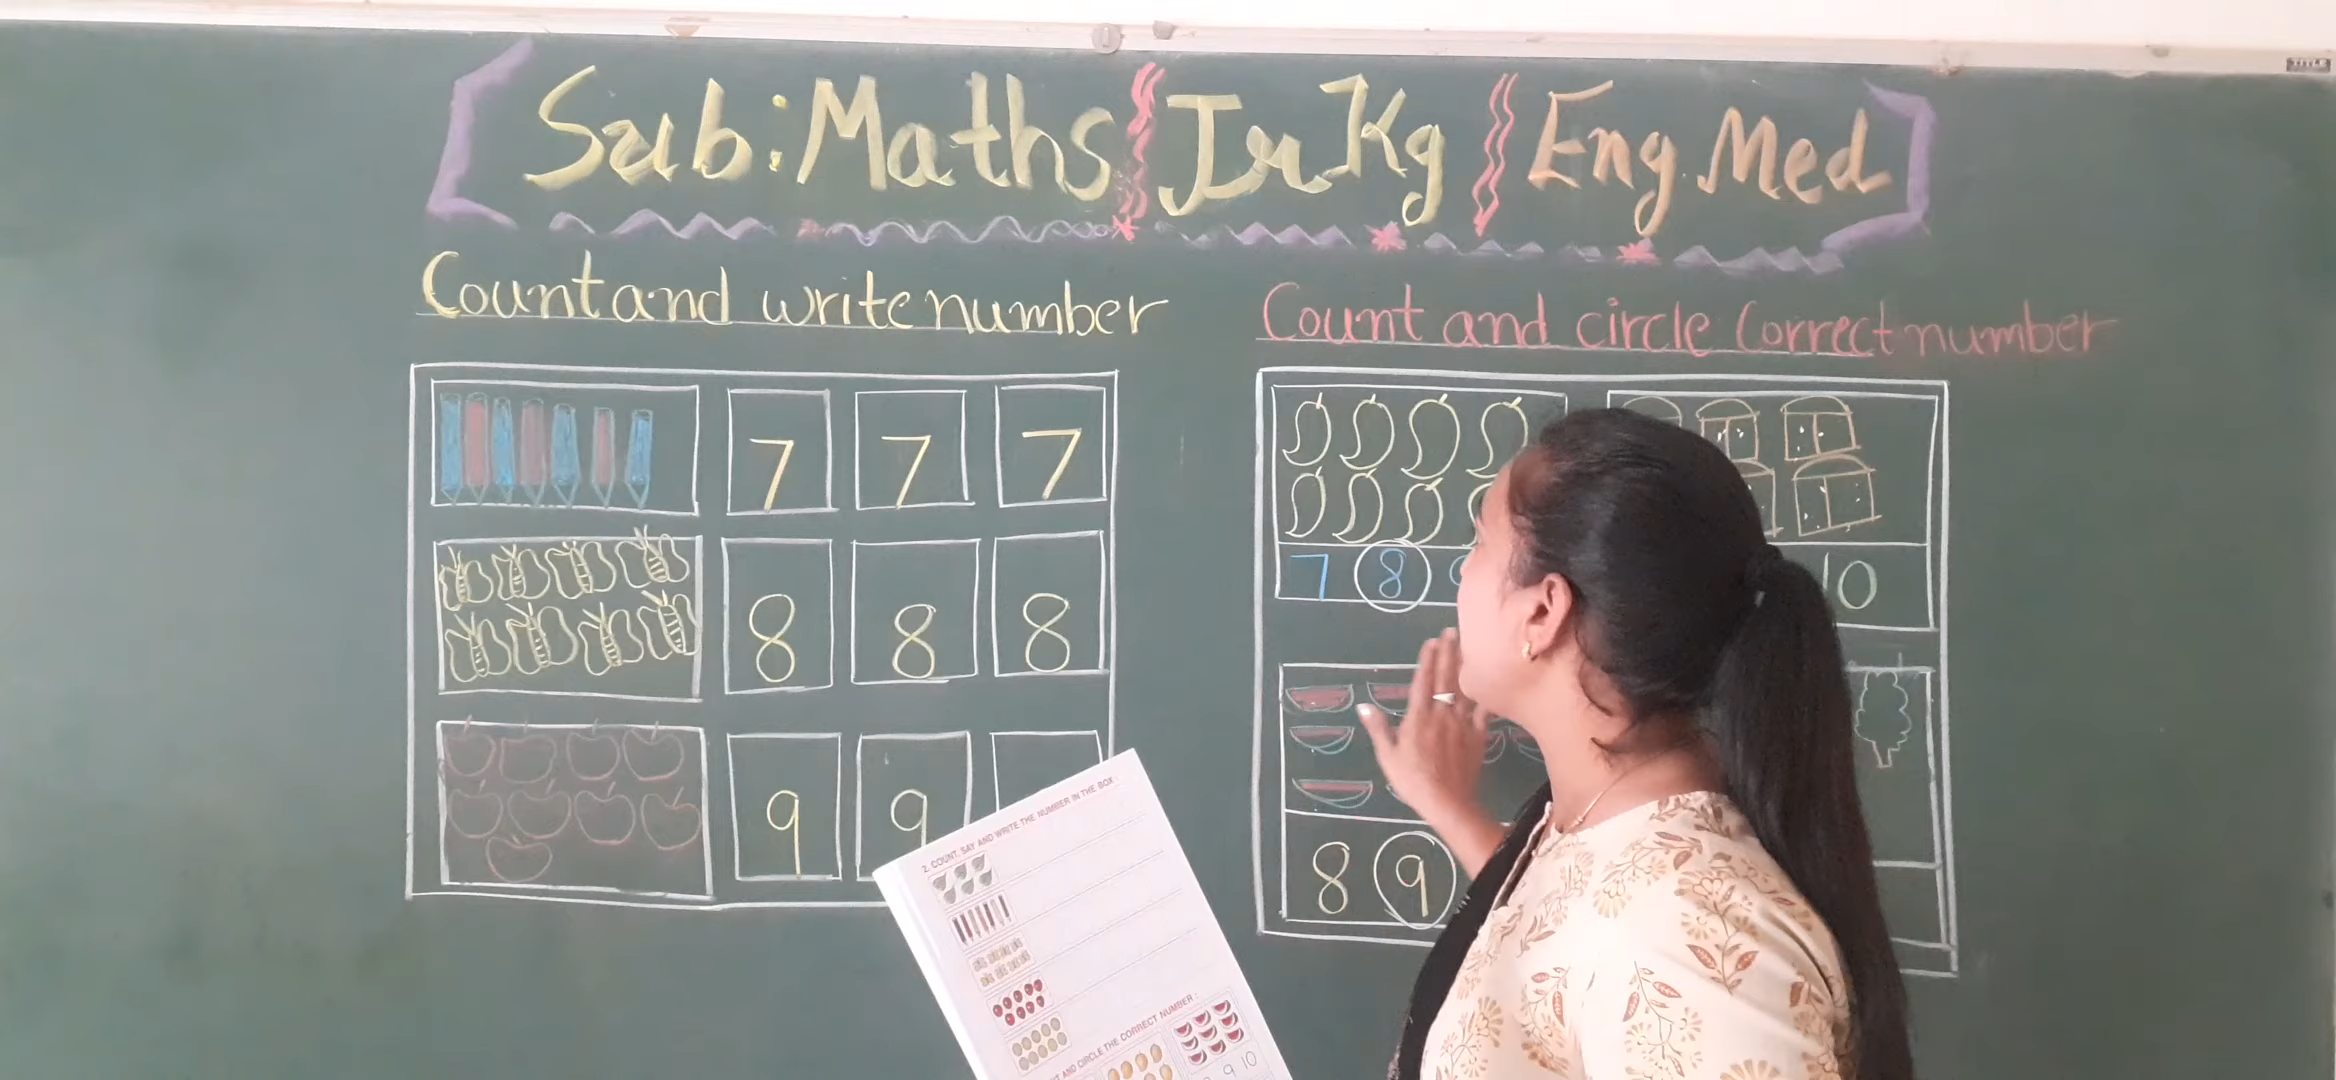 Sub: Maths Jr Kg Eng. Med
Count and write number
7 7 7
8 8 8
9 9
Count and circle correct number
7 8 9
10
8 9
2. COUNT, SAY AND WRITE THE NUMBER IN THE BOX:
AND CIRCLE THE CORRECT NUMBER:
9 10